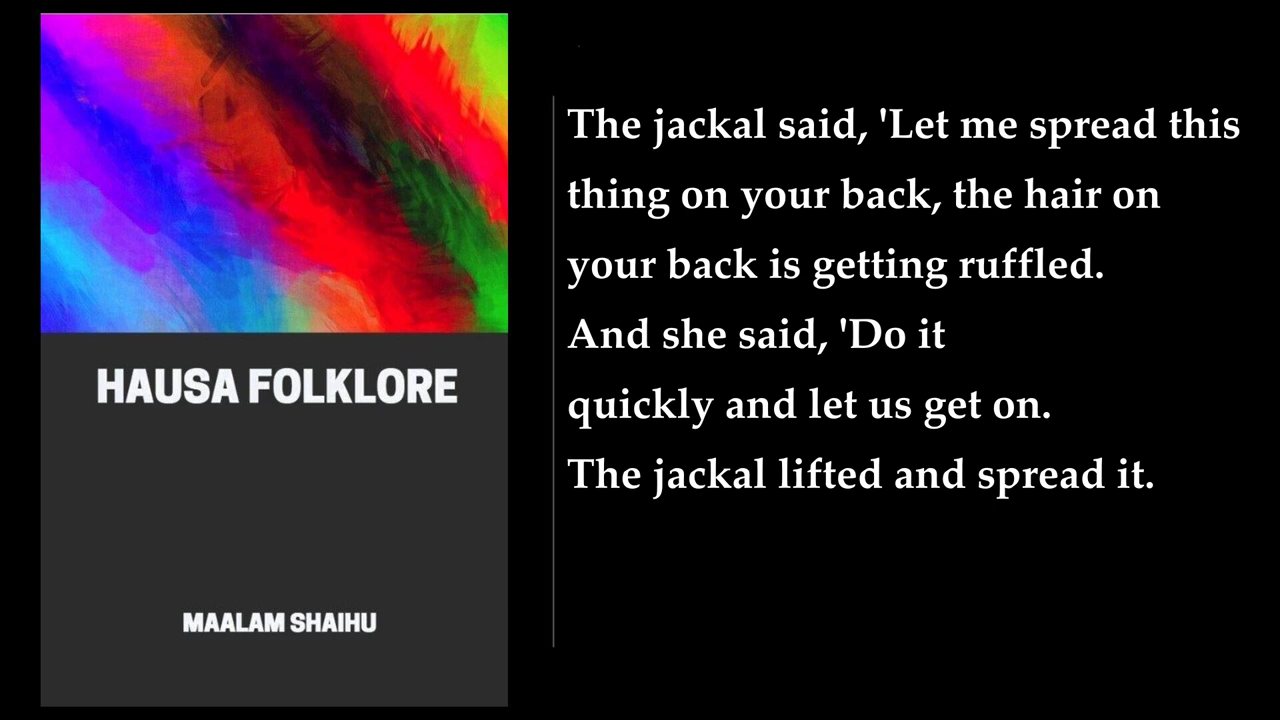 HAUSA FOLKLORE
MAALAM SHAIHU
The jackal said, 'Let me spread this
thing on your back, the hair on
your back is getting ruffled.
And she said, 'Do it
quickly and let us get on.
The jackal lifted and spread it.